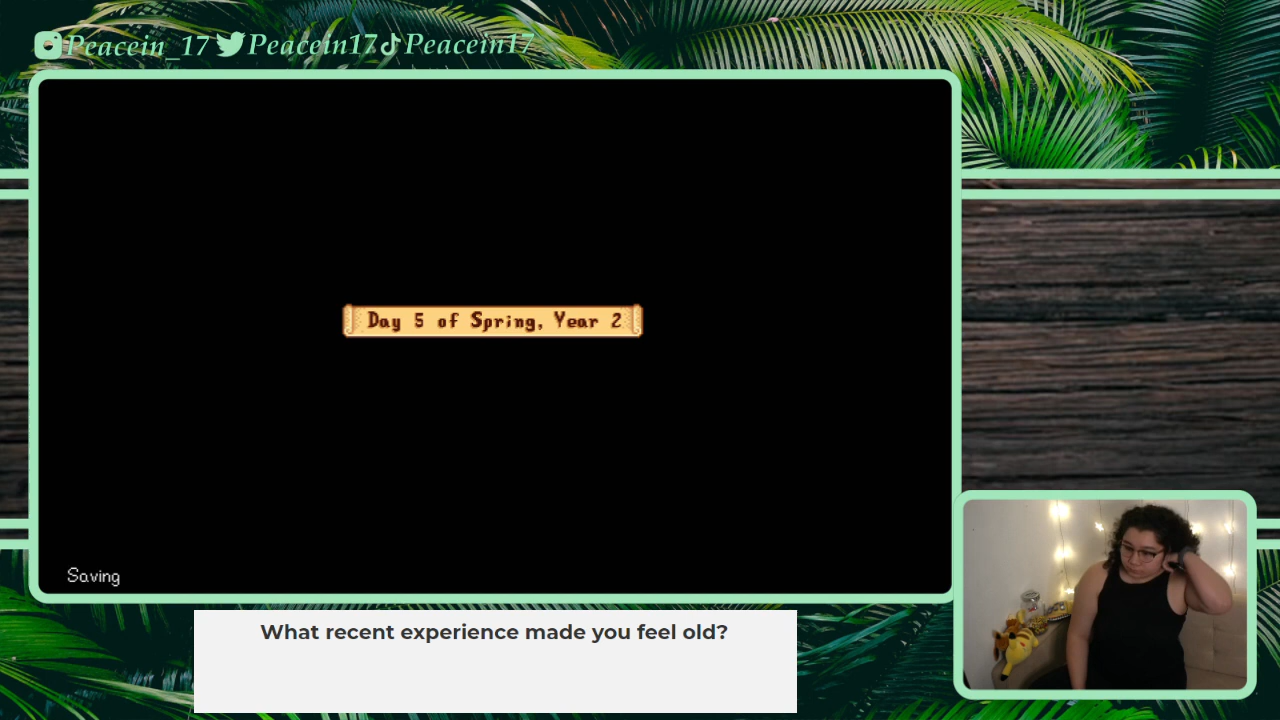 Peacein_17 Peacein17 Peacein17
Day 5 of Spring, Year 2
Saving
What recent experience made you feel old?